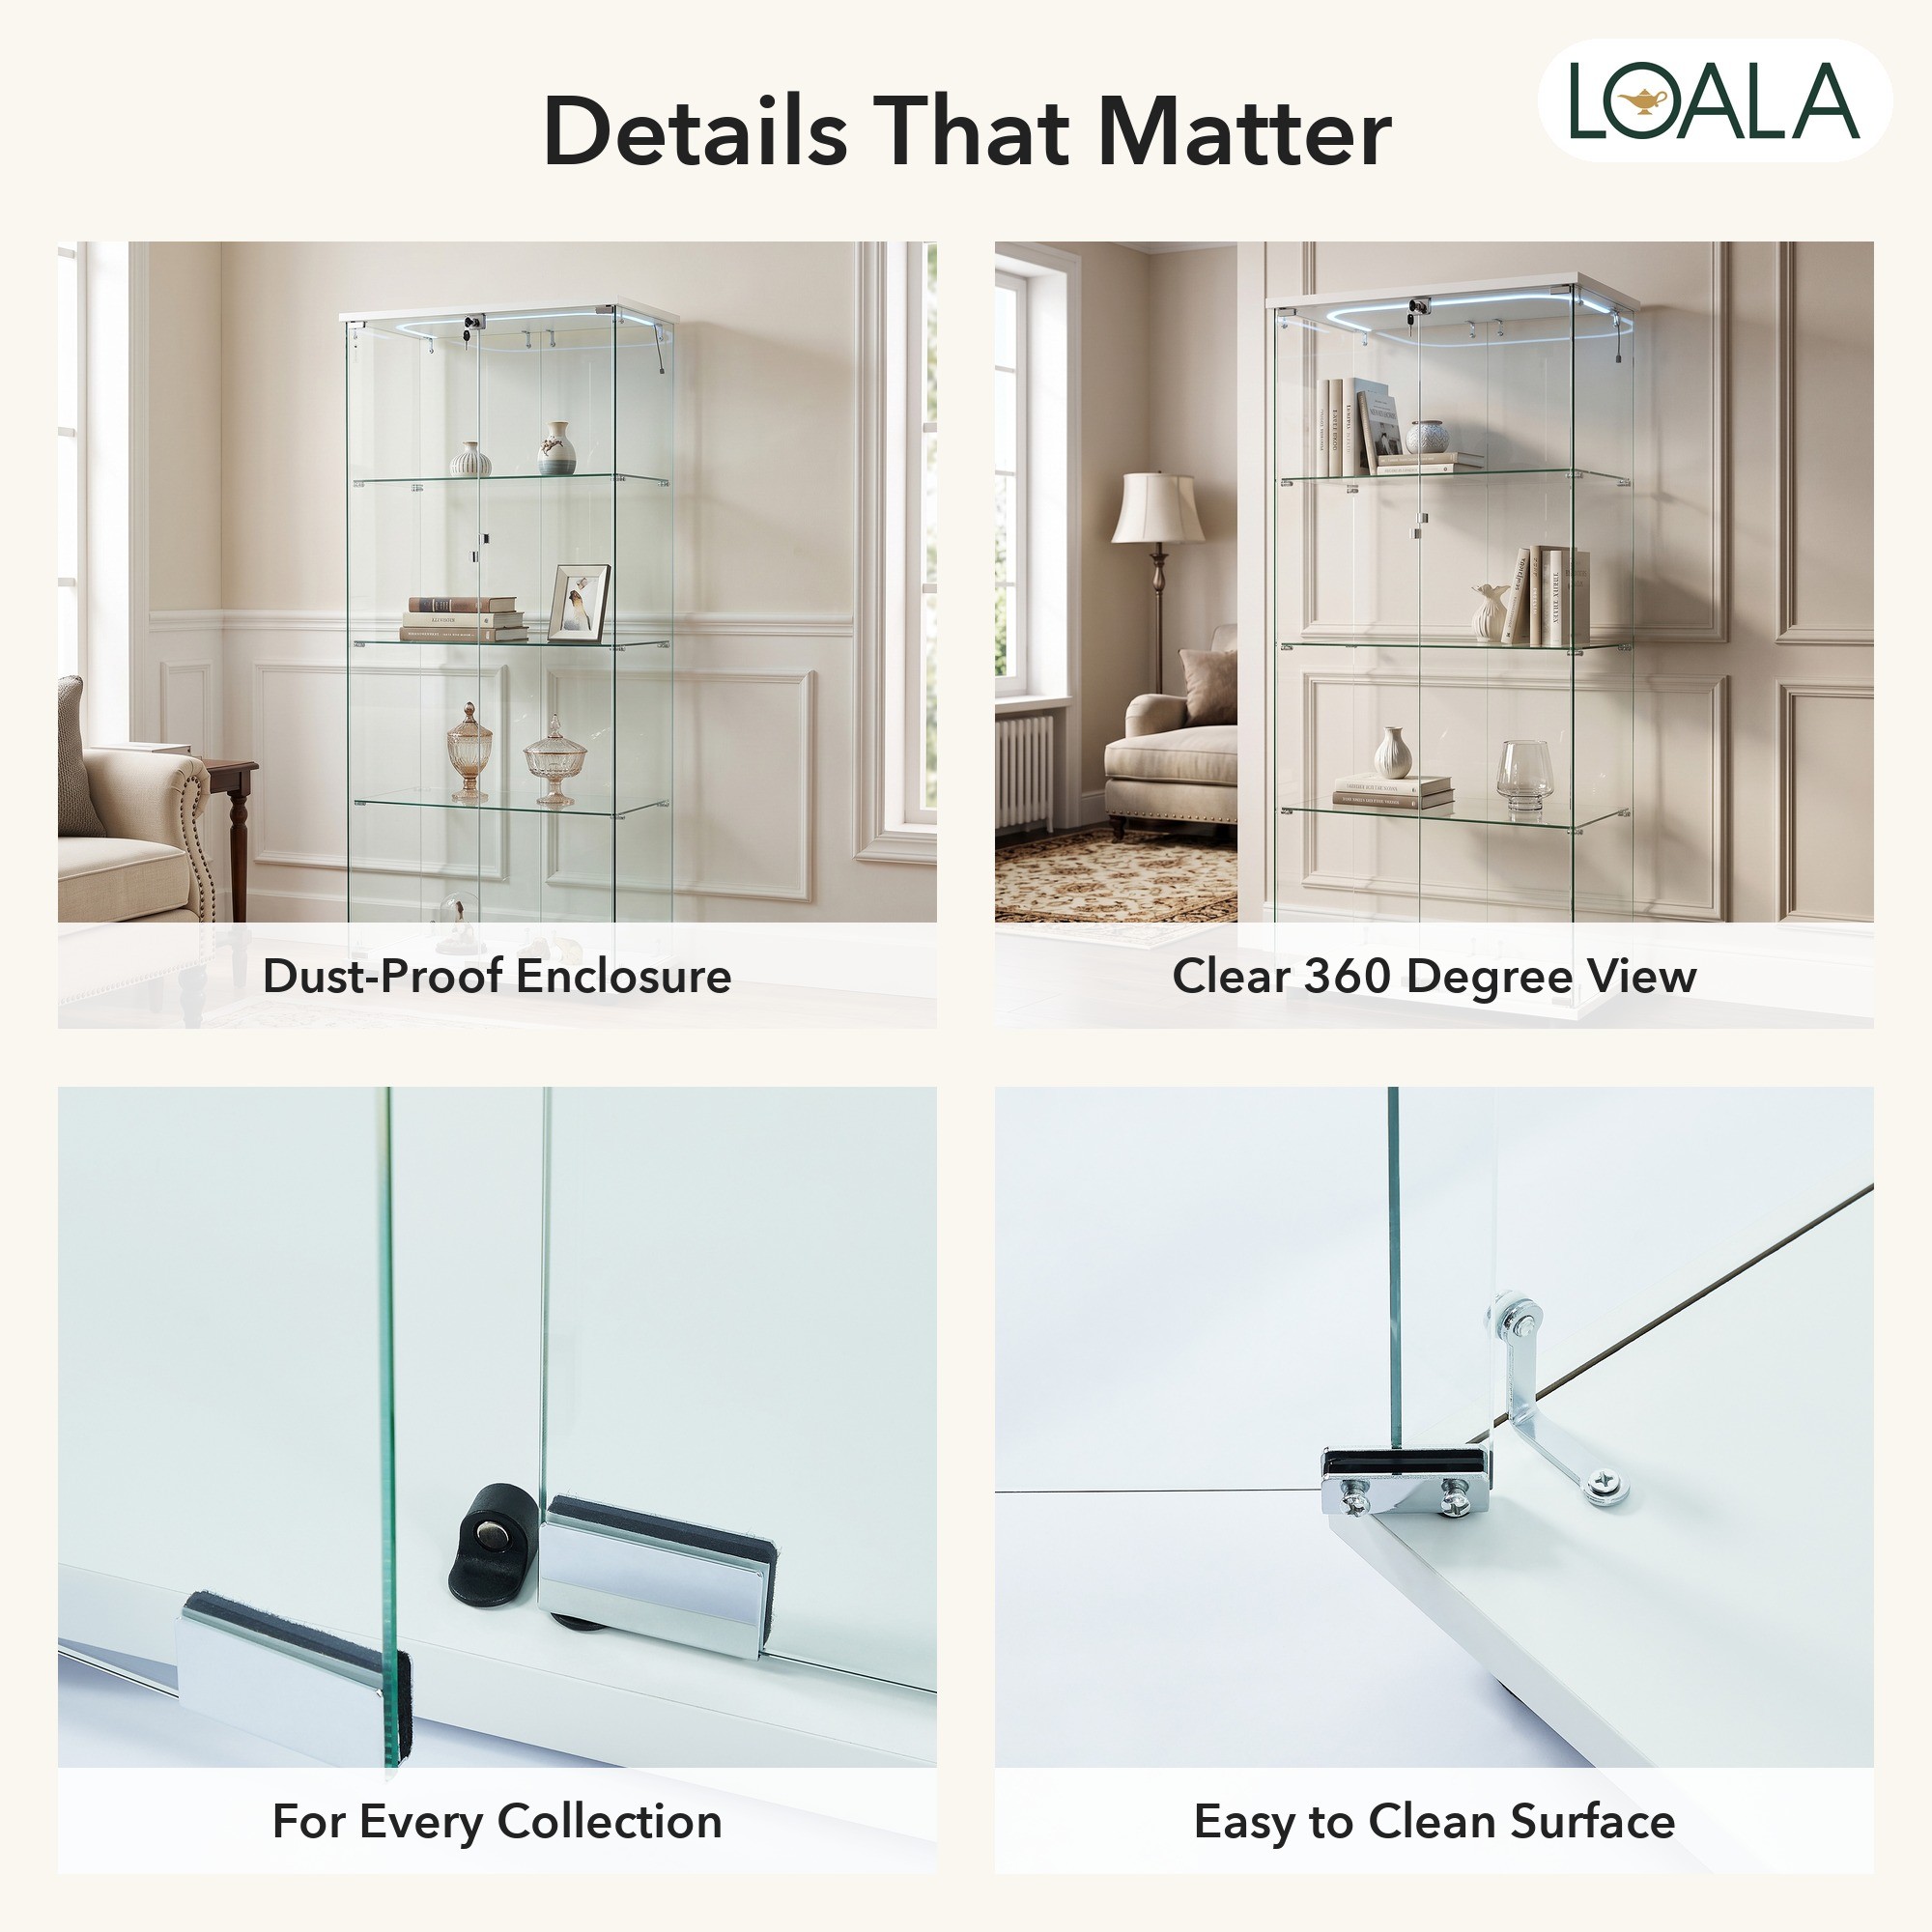 LOALA
Details That Matter
Dust-Proof Enclosure
Clear 360 Degree View
For Every Collection
Easy to Clean Surface